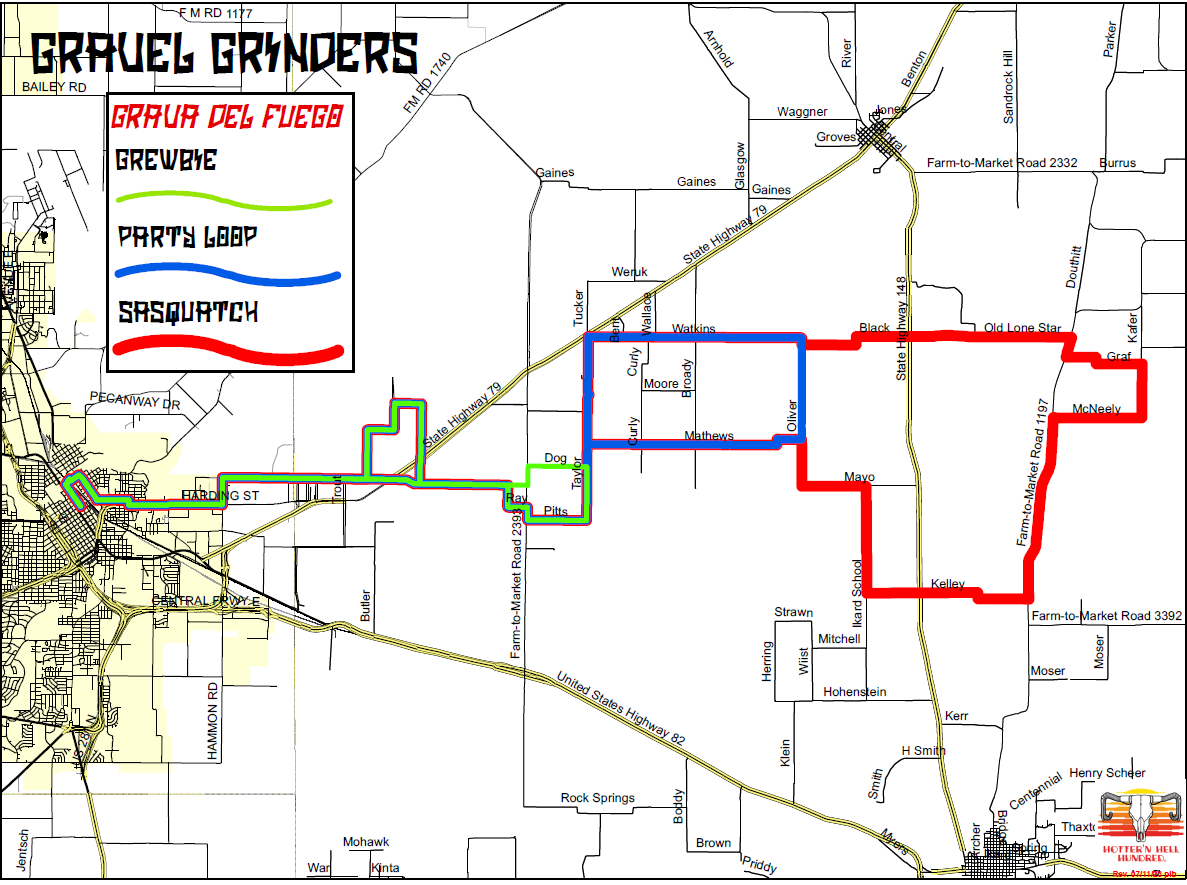 F M RD 1177
GRAVEL GRINDERS
BAILEY RD
FM RD 1740
GRAVA DEL FUEGO
GREWBIE
PARTY LOOP
SASQUATCH
Arnhold
River
Benton
Sandrock Hill
Parker
Waggner
Jones
Groves
Farm-to-Market Road 2332
Burrus
Glasgow
Gaines
Gaines
Gaines
State Highway 79
Weruk
Douthitt
State Highway 148
Tucker
Wallace
Watkins
Black
Old Lone Star
Kafer
Graf
Curly
Moore
Broady
PECANWAY DR
State Highway 79
McNeely
Oliver
Farm-to-Market Road 1197
Curly
Mathews
Dog
Taylor
Mayo
HARDING ST
Trout
Ray
Pitts
Farm-to-Market Road 2393
Ikard School
Kelley
CENTRAL FRWY E
Butler
Strawn
Farm-to-Market Road 3392
Mitchell
Herring
Wiist
Moser
Moser
HAMMON RD
United States Highway 82
Hohenstein
Kerr
Klein
H Smith
Smith
Centennial
Henry Scheer
Rock Springs
Boddy
Thaxto
Jentsch
Mohawk
Brown
Myers
War
Kinta
Priddy
HOTTER'N HELL
HUNDRED.